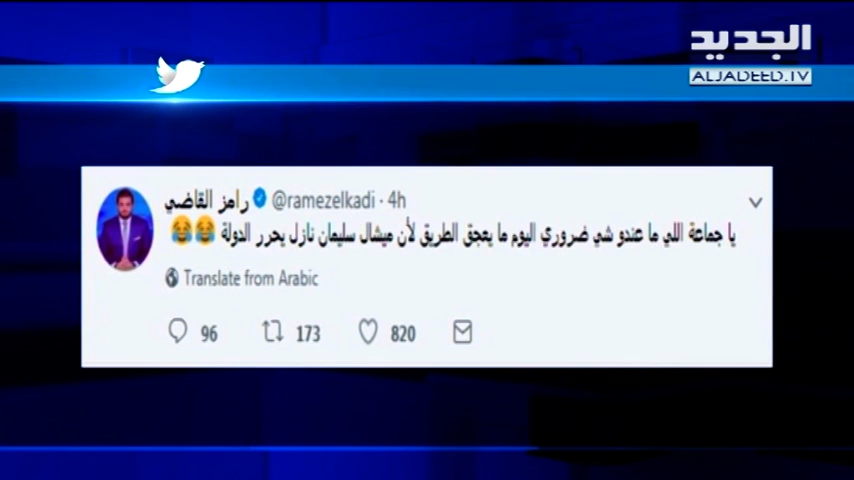 الجديد
ALJADEED.TV
رامز القاضي @ramezelkadi · 4h
يا جماعة اللي ما عندو شي ضروري اليوم ما يعجق الطريق لأن ميشال سليمان نازل يحرر الدولة 😂😂
Translate from Arabic
96 173 820